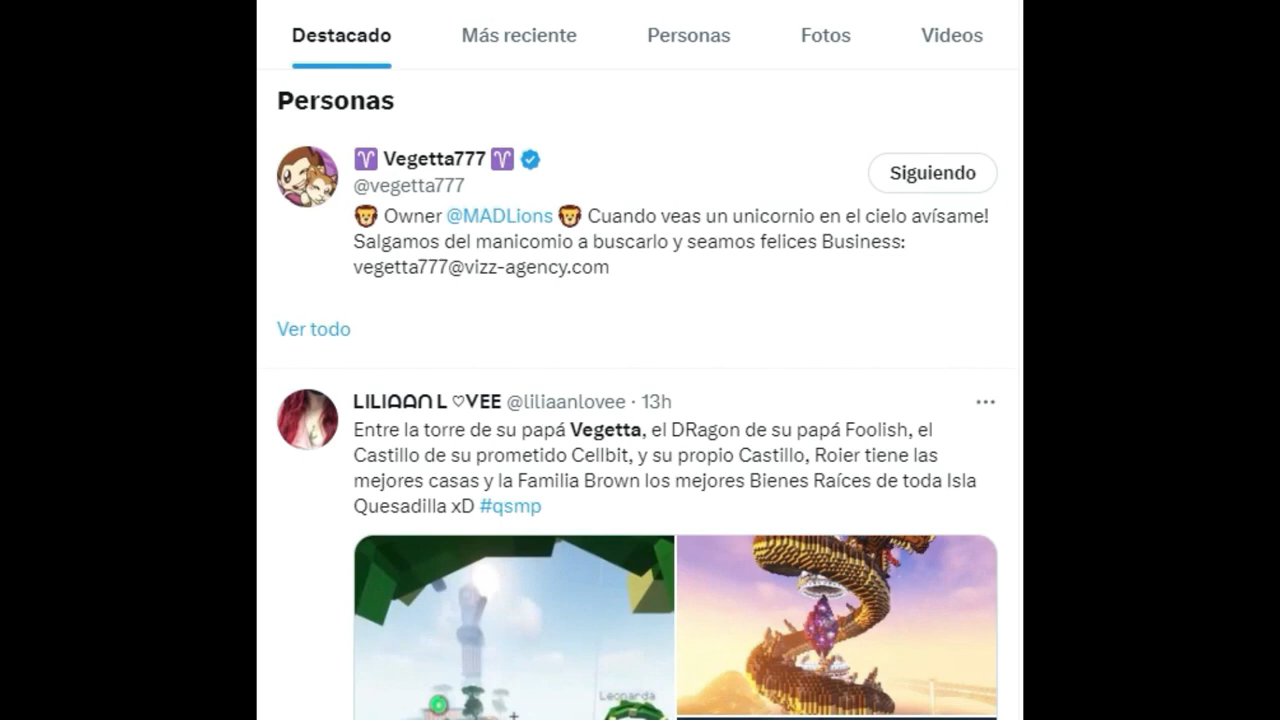 Destacado Más reciente Personas Fotos Videos
Personas
♈ Vegetta777 ♈
@vegetta777
Siguiendo
🦁 Owner @MADLions 🦁 Cuando veas un unicornio en el cielo avísame!
Salgamos del manicomio a buscarlo y seamos felices Business:
vegetta777@vizz-agency.com
Ver todo
LILIAAN L ♡VEE @liliaanlovee · 13h
Entre la torre de su papá Vegetta, el DRagon de su papá Foolish, el
Castillo de su prometido Cellbit, y su propio Castillo, Roier tiene las
mejores casas y la Familia Brown los mejores Bienes Raíces de toda Isla
Quesadilla xD #qsmp
Leonarda